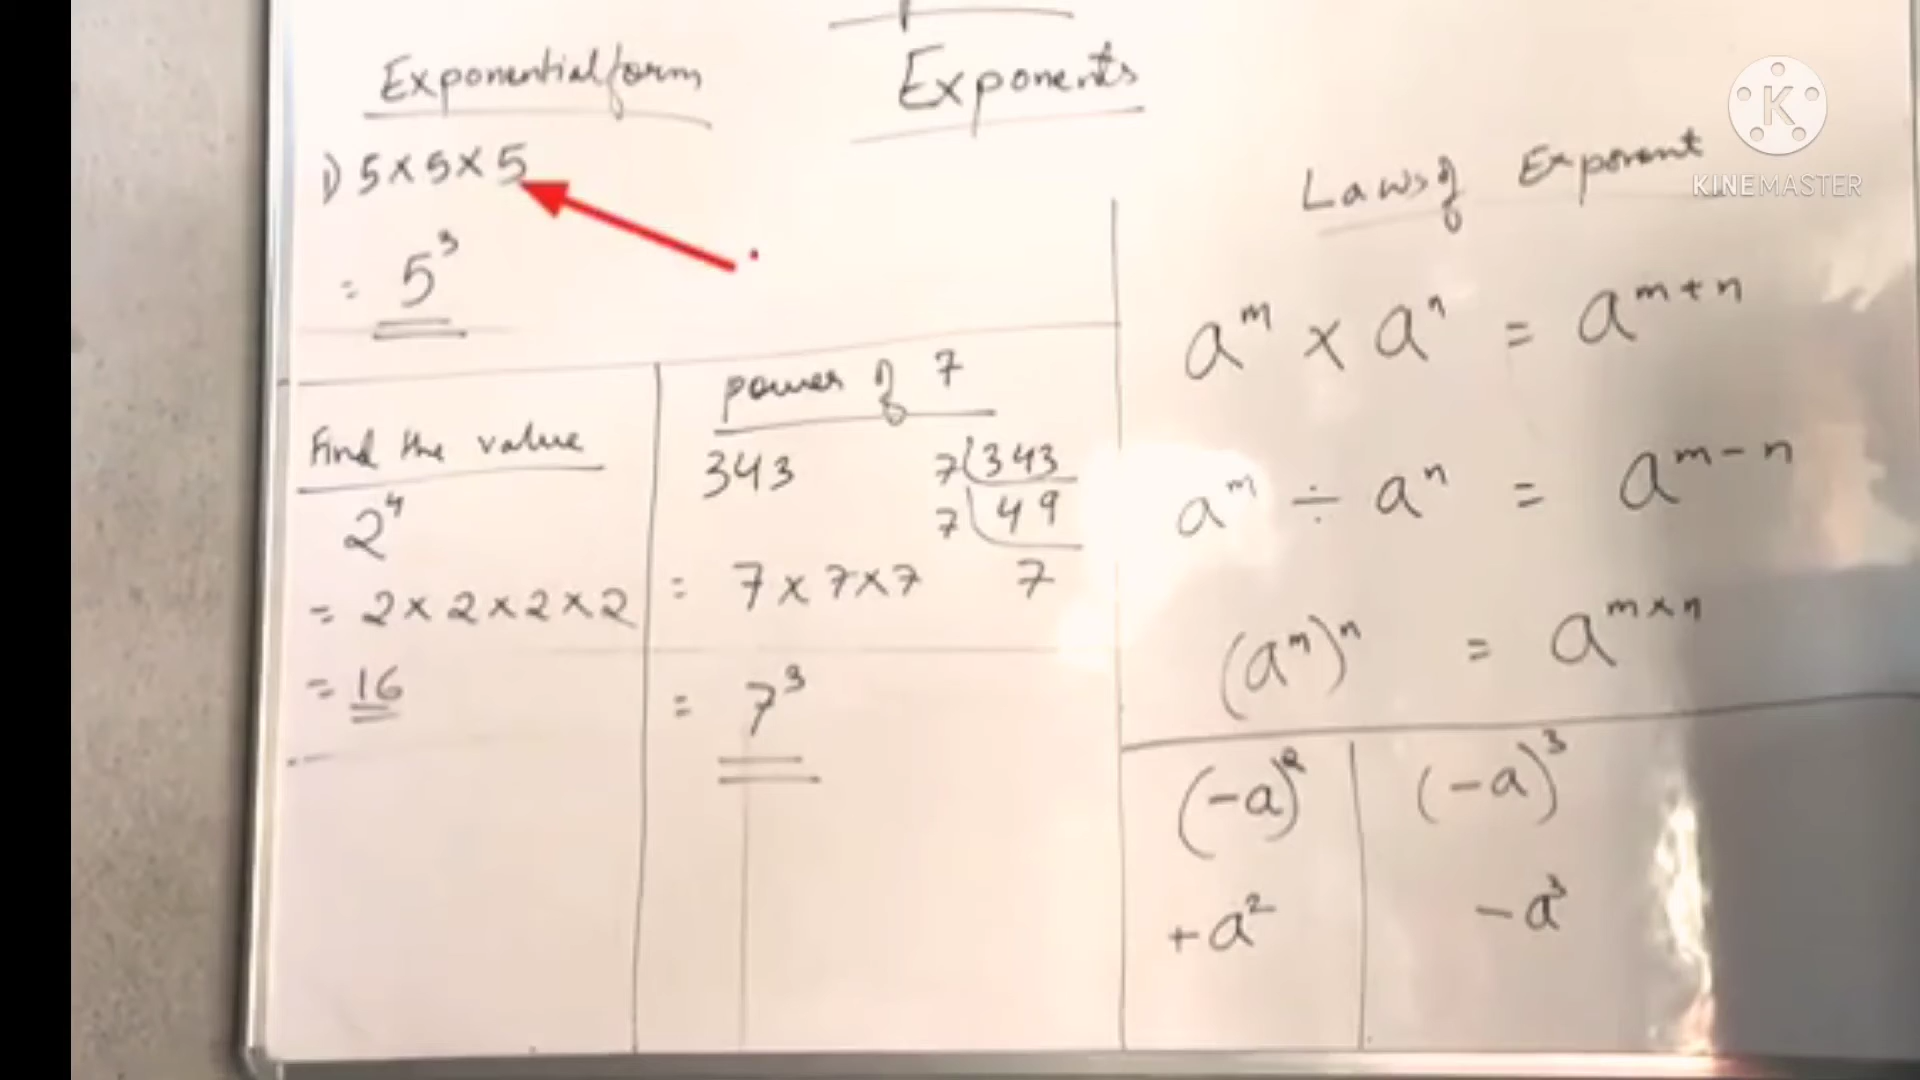 Exponents
Exponential form
1) 5×5×5
= 5³
Find the value
2⁴
= 2×2×2×2
= 16
power of 7
343
7 343
7 49
7
= 7×7×7
= 7³
Laws of Exponent
aᵐ × aⁿ = aᵐ⁺ⁿ
aᵐ ÷ aⁿ = aᵐ⁻ⁿ
(aᵐ)ⁿ = a^m×n
(-a)² (-a)³
+a² -a³
K
KINEMASTER